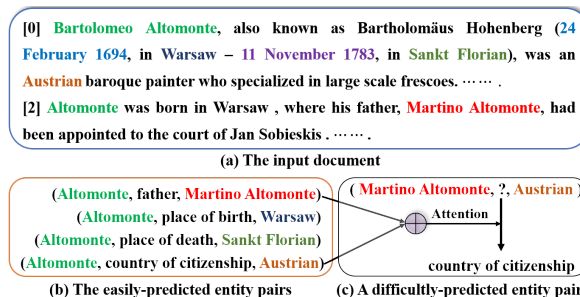 [0] Bartolomeo Altomonte, also known as Bartholomäus Hohenberg (24
February 1694, in Warsaw – 11 November 1783, in Sankt Florian), was an
Austrian baroque painter who specialized in large scale frescoes. ⋯⋯ .
[2] Altomonte was born in Warsaw , where his father, Martino Altomonte, had
been appointed to the court of Jan Sobieskis . ⋯⋯ .
(a) The input document
(Altomonte, father, Martino Altomonte)
(Altomonte, place of birth, Warsaw)
(Altomonte, place of death, Sankt Florian)
(Altomonte, country of citizenship, Austrian)
(b) The easily-predicted entity pairs
( Martino Altomonte, ?, Austrian)
Attention
country of citizenship
(c) A difficultly-predicted entity pair